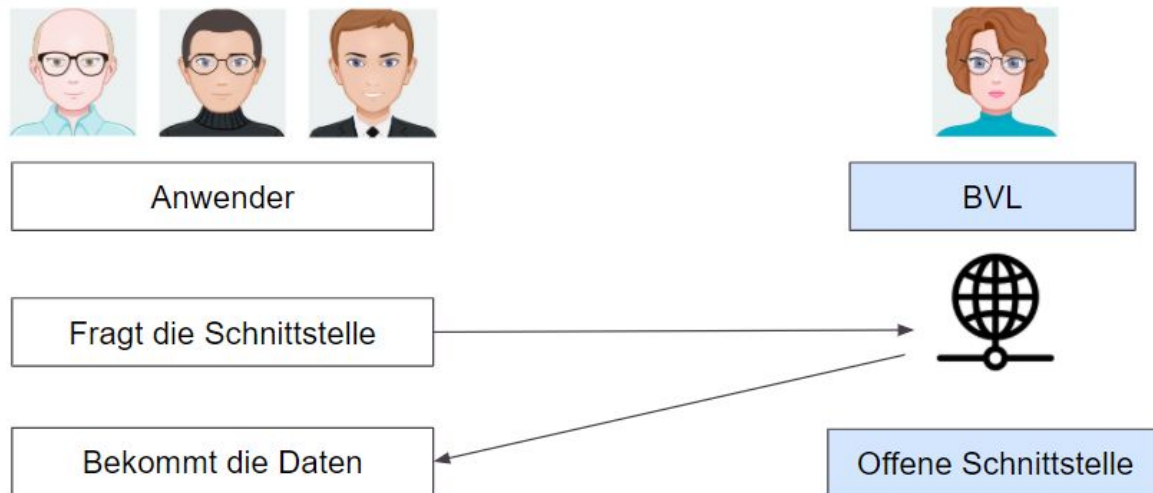 Anwender
BVL
Fragt die Schnittstelle
Bekommt die Daten
Offene Schnittstelle